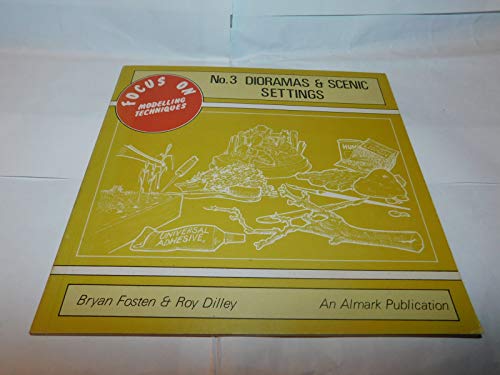 FOCUS ON
MODELLING
TECHNIQUES
No.3 DIORAMAS & SCENIC
SETTINGS
UNIVERSAL
ADHESIVE
Bryan Fosten & Roy Dilley
An Almark Publication